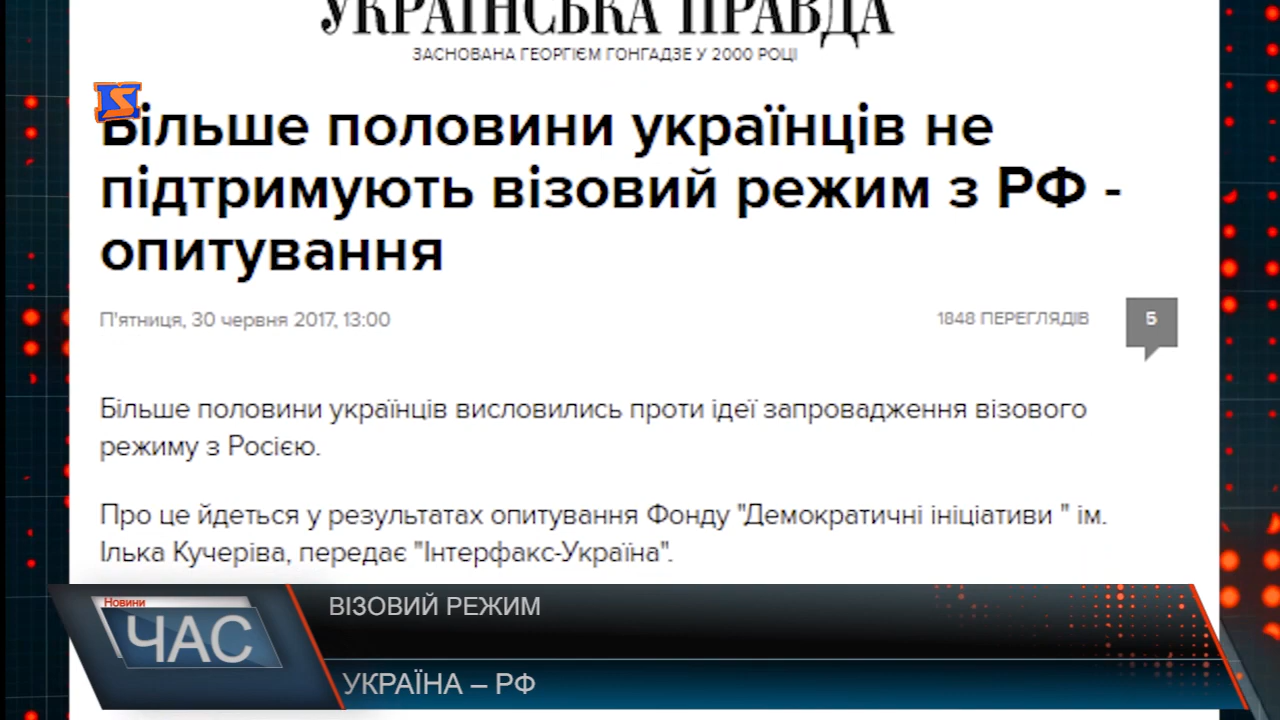 УКРАЇНСЬКА ПРАВДА
ЗАСНОВАНА ГЕОРГІЄМ ГОНГАДЗЕ У 2000 РОЦІ
Більше половини українців не
підтримують візовий режим з РФ -
опитування
П'ятниця, 30 червня 2017, 13:00
1848 ПЕРЕГЛЯДІВ
5
Більше половини українців висловились проти ідеї запровадження візового
режиму з Росією.
Про це йдеться у результатах опитування Фонду "Демократичні ініціативи " ім.
Ілька Кучеріва, передає "Інтерфакс-Україна".
Новини
ЧАС
ВІЗОВИЙ РЕЖИМ
УКРАЇНА – РФ